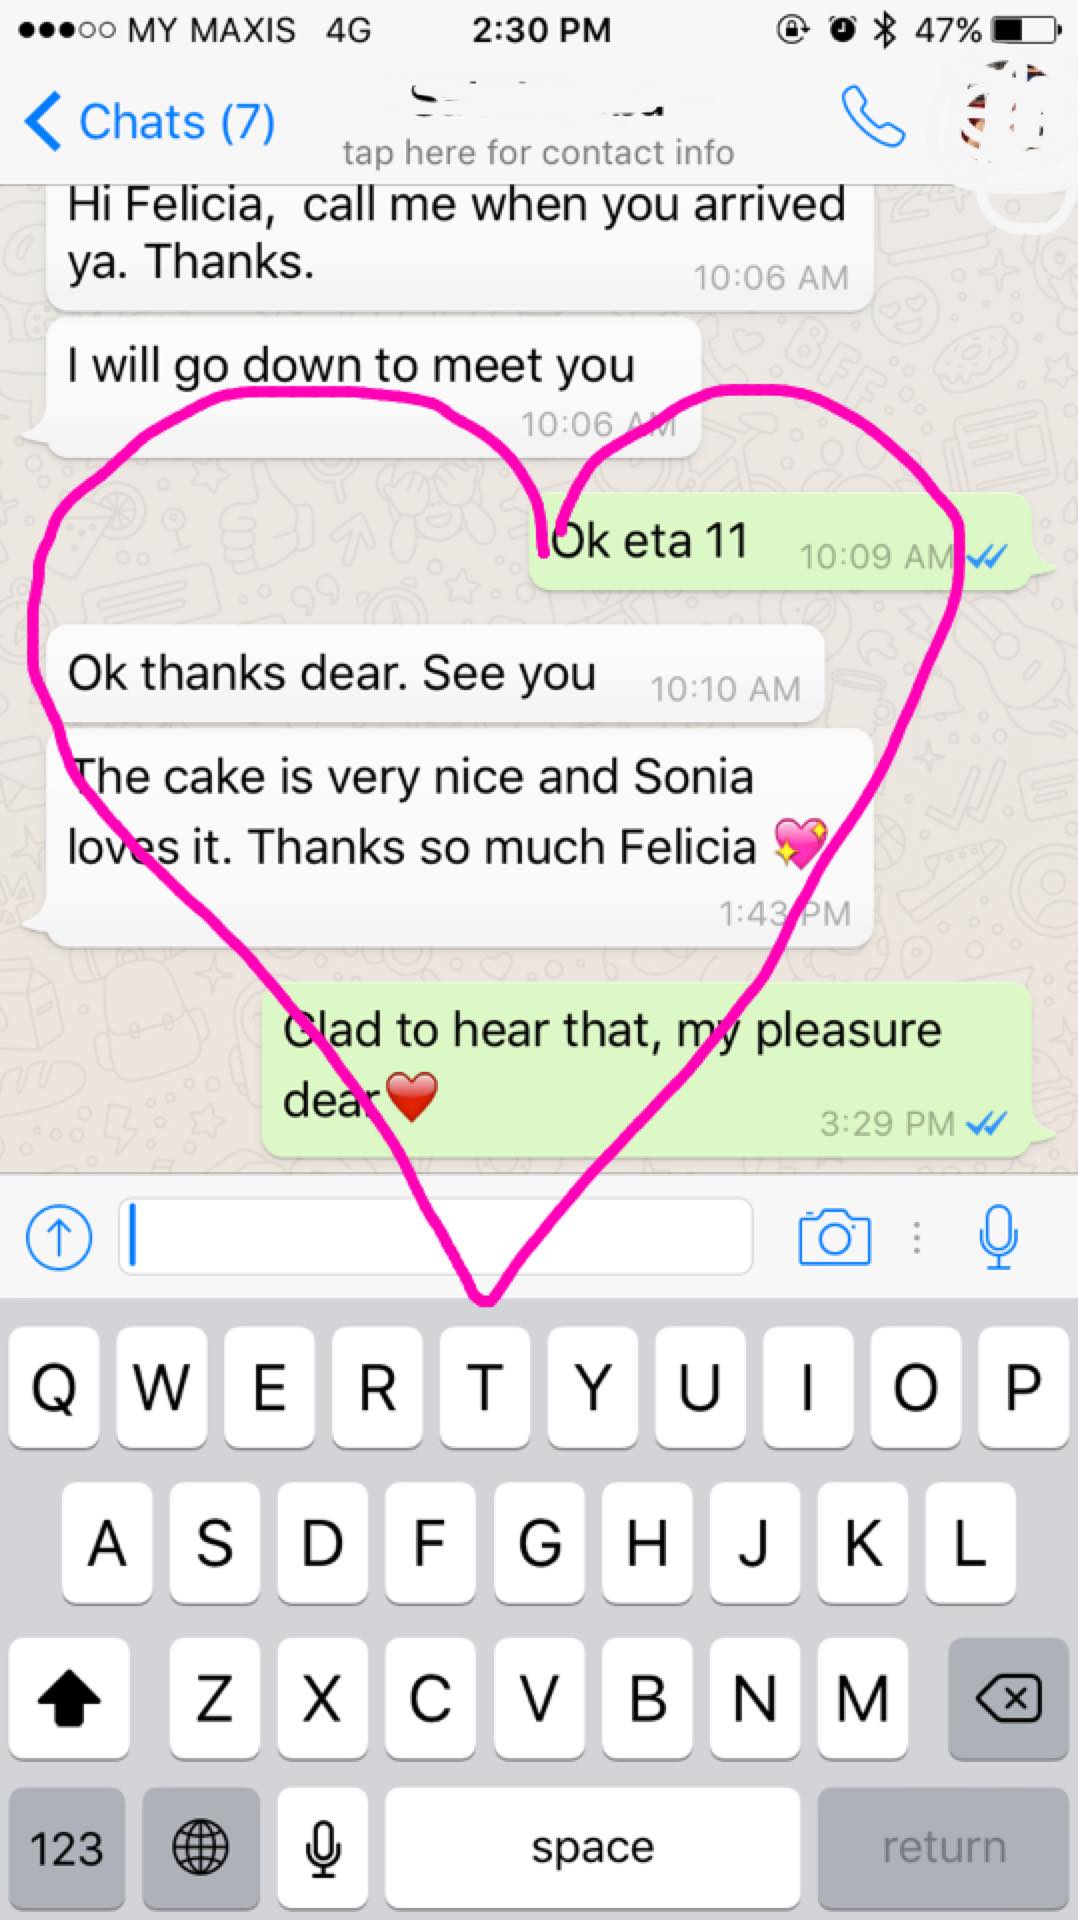 MY MAXIS 4G 2:30 PM 47%
Chats (7)
tap here for contact info
Hi Felicia,  call me when you arrived
ya. Thanks.
10:06 AM
I will go down to meet you
10:06 AM
Ok eta 11 10:09 AM
Ok thanks dear. See you 10:10 AM
The cake is very nice and Sonia
loves it. Thanks so much Felicia 💖
1:43 PM
Glad to hear that, my pleasure
dear❤️
3:29 PM
Q W E R T Y U I O P
A S D F G H J K L
Z X C V B N M
123 space return